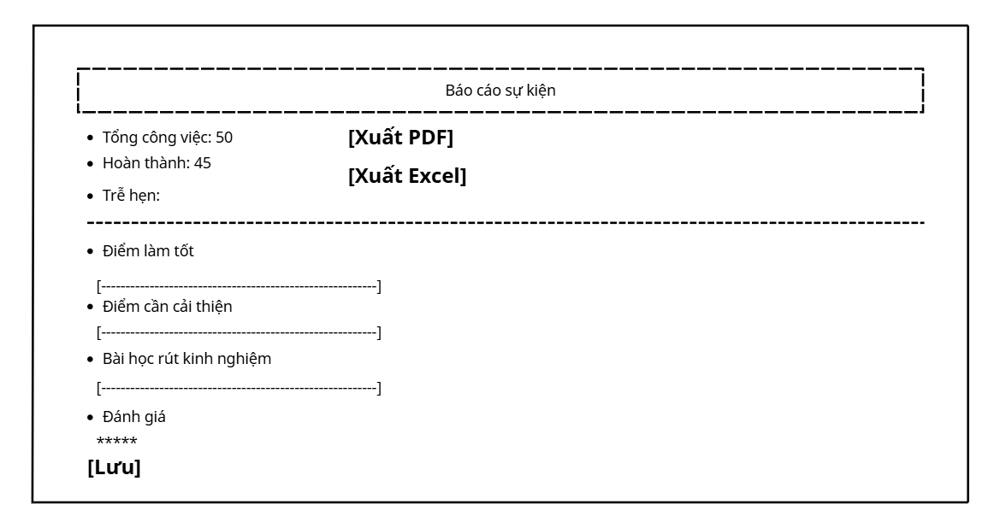 Báo cáo sự kiện
• Tổng công việc: 50
[Xuất PDF]
• Hoàn thành: 45
[Xuất Excel]
• Trễ hẹn:
• Điểm làm tốt
[---------------------------------------------------------]
• Điểm cần cải thiện
[---------------------------------------------------------]
• Bài học rút kinh nghiệm
[---------------------------------------------------------]
• Đánh giá
*****
[Lưu]